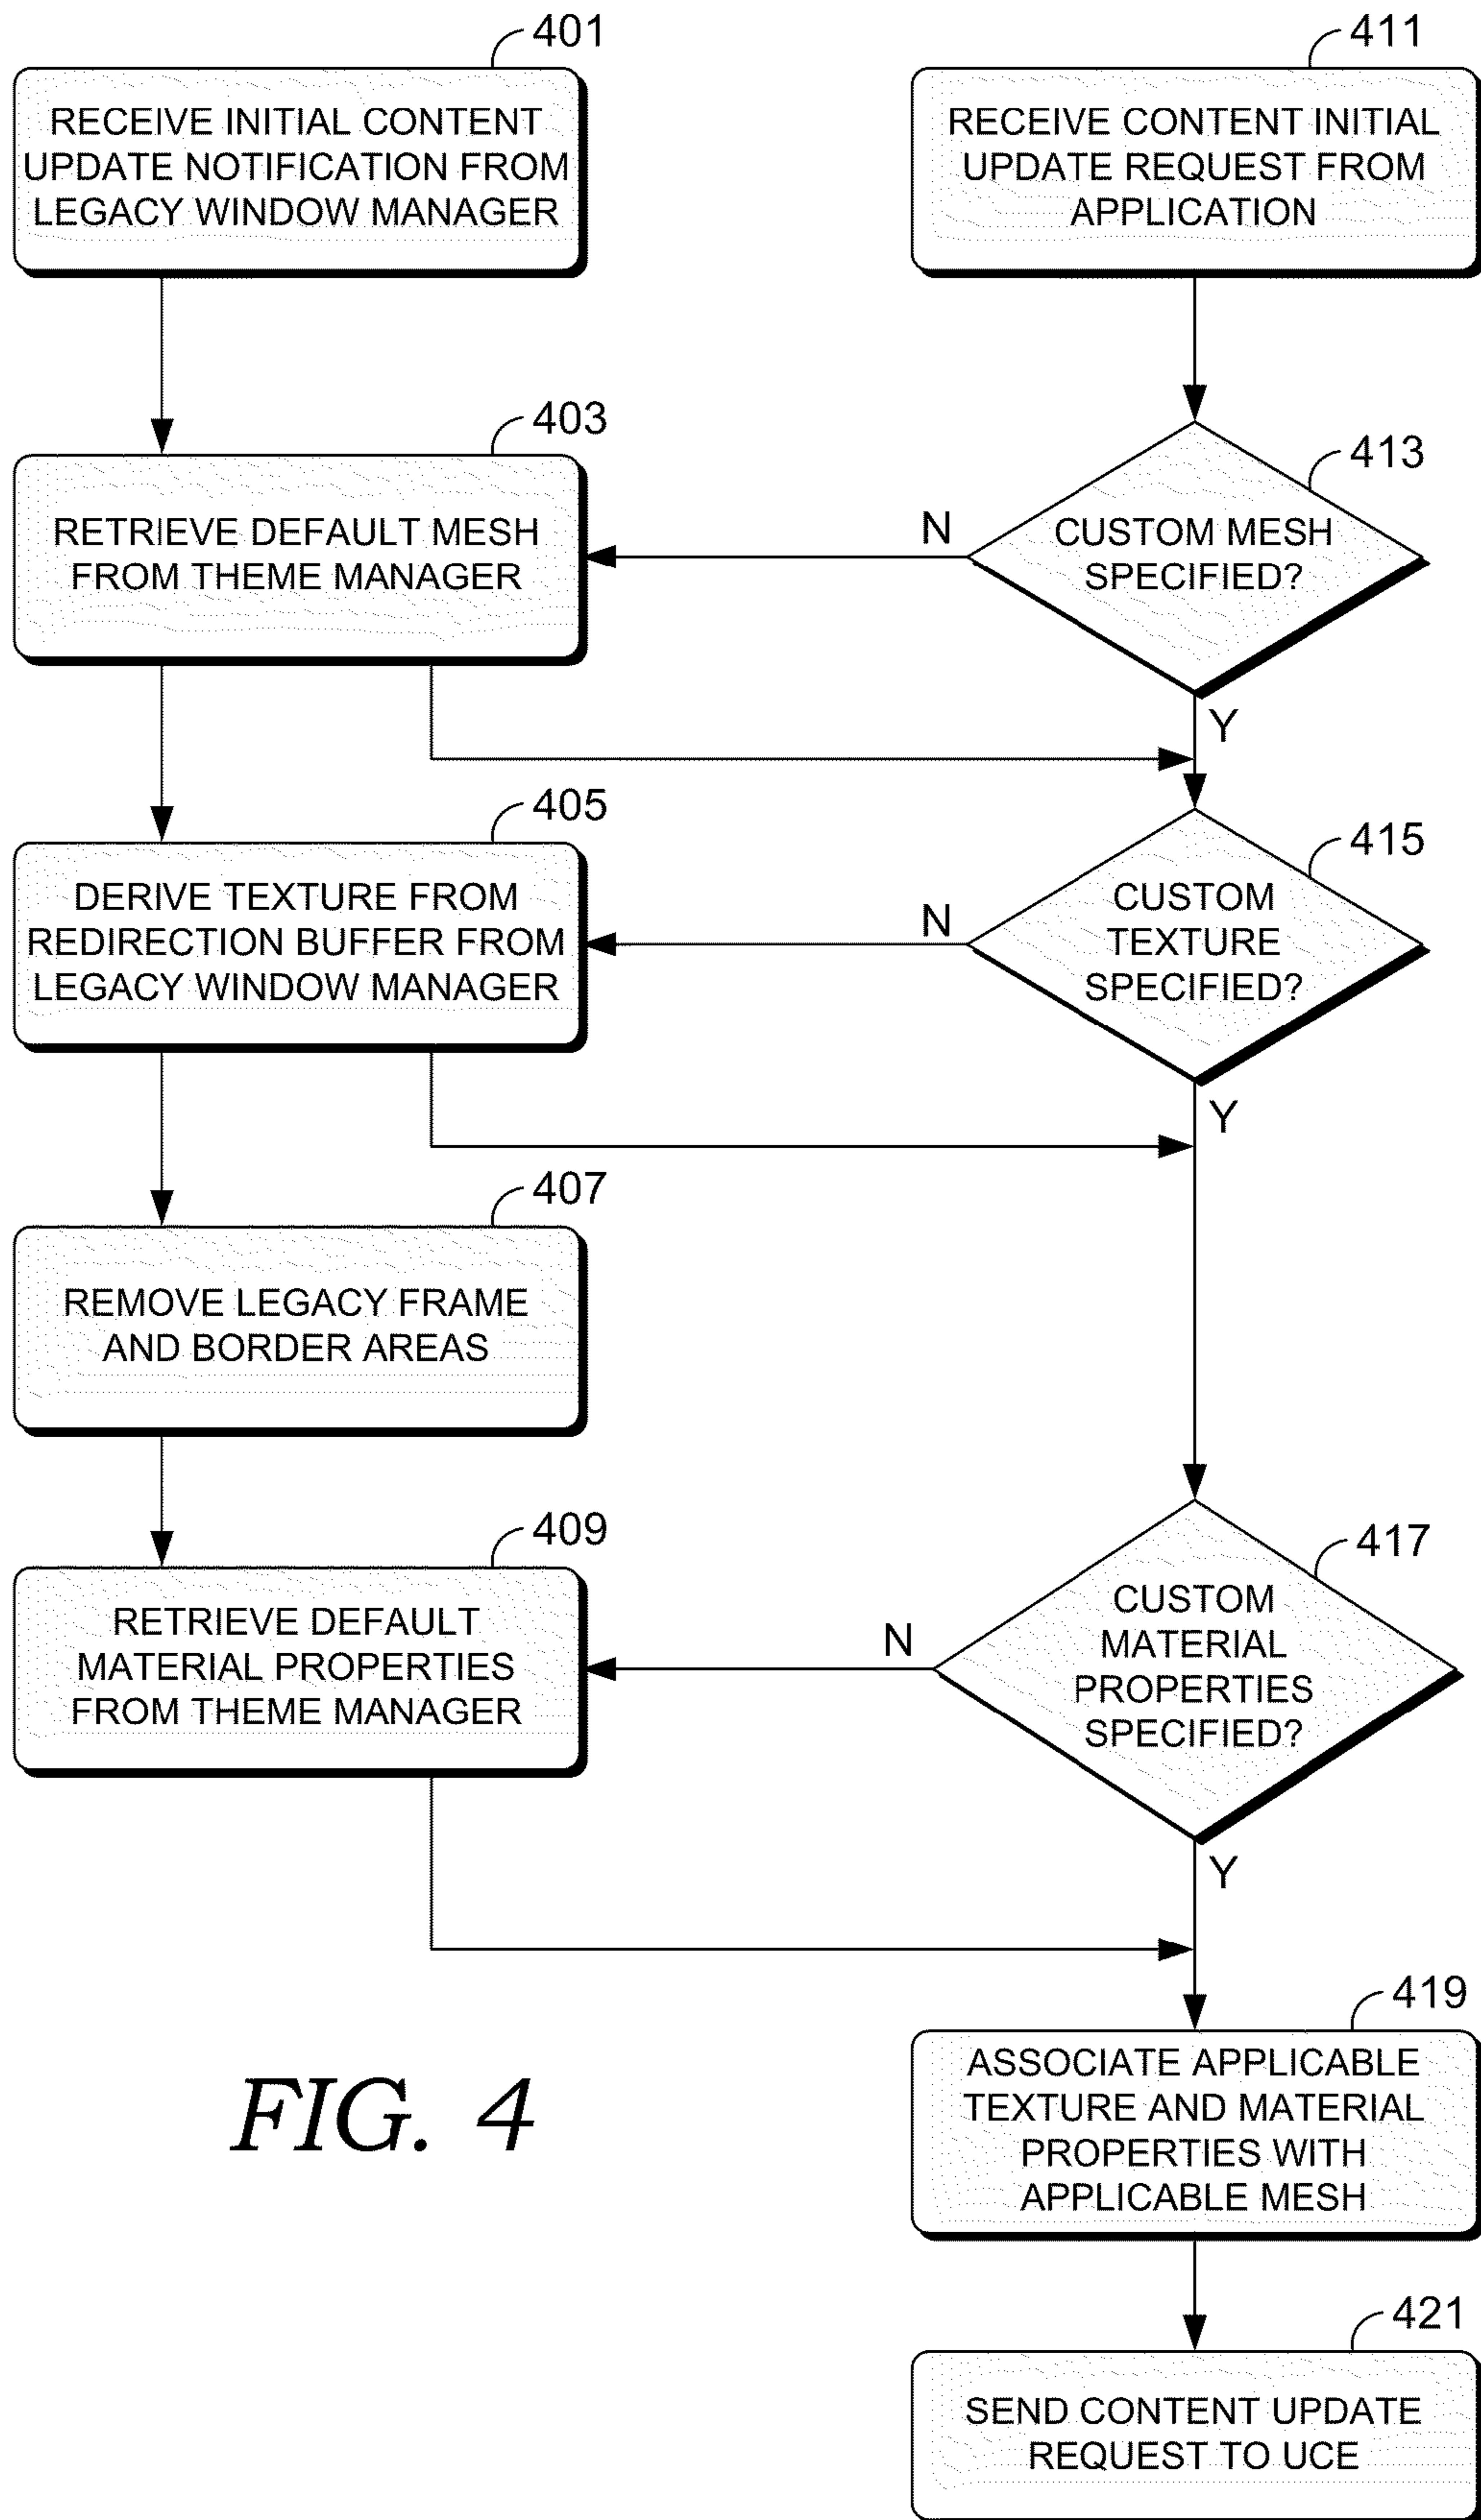 401
RECEIVE INITIAL CONTENT
UPDATE NOTIFICATION FROM
LEGACY WINDOW MANAGER
411
RECEIVE CONTENT INITIAL
UPDATE REQUEST FROM
APPLICATION
403
RETRIEVE DEFAULT MESH
FROM THEME MANAGER
N
413
CUSTOM MESH
SPECIFIED?
Y
405
DERIVE TEXTURE FROM
REDIRECTION BUFFER FROM
LEGACY WINDOW MANAGER
N
415
CUSTOM
TEXTURE
SPECIFIED?
Y
407
REMOVE LEGACY FRAME
AND BORDER AREAS
409
RETRIEVE DEFAULT
MATERIAL PROPERTIES
FROM THEME MANAGER
N
417
CUSTOM
MATERIAL
PROPERTIES
SPECIFIED?
Y
419
ASSOCIATE APPLICABLE
TEXTURE AND MATERIAL
PROPERTIES WITH
APPLICABLE MESH
FIG. 4
421
SEND CONTENT UPDATE
REQUEST TO UCE